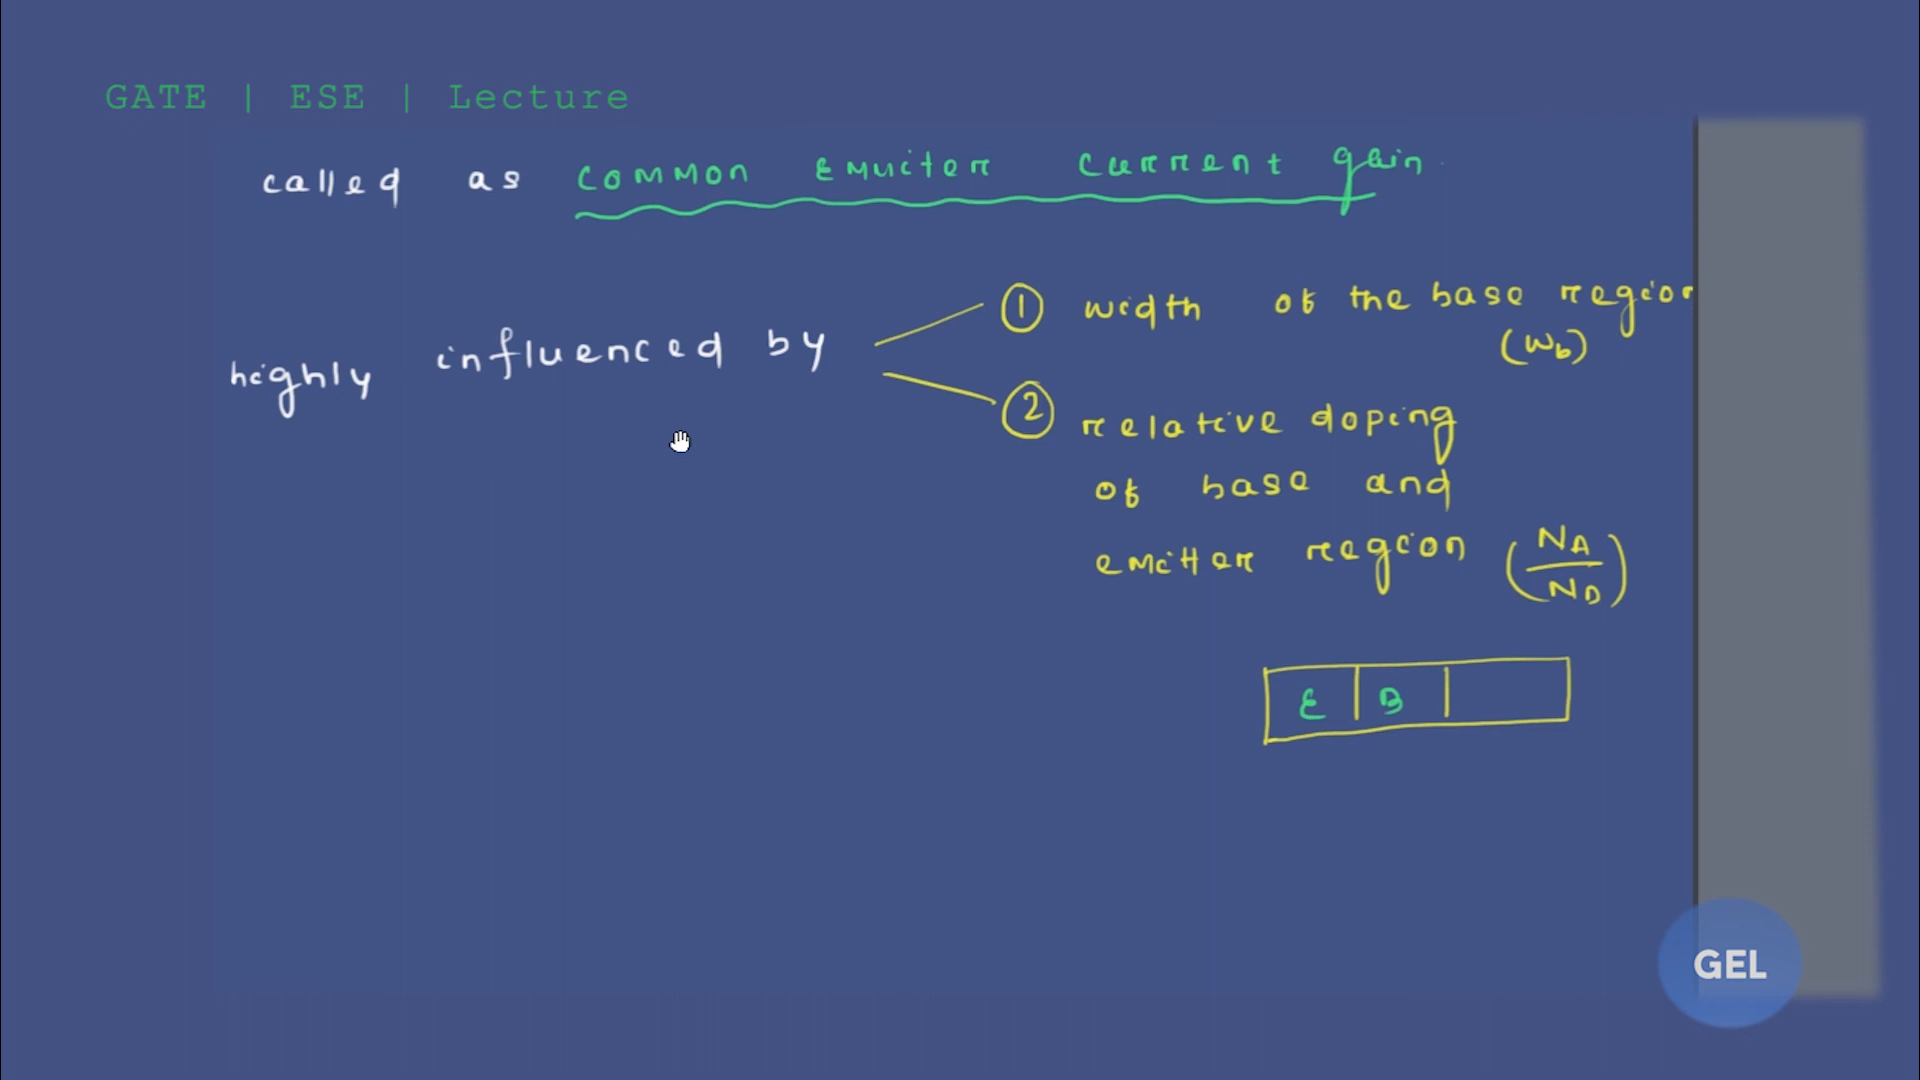 GATE | ESE | Lecture
called as common Emitter current gain
highly influenced by
① width of the base region
(Wb)
② relative doping
of base and
emitter region (NA/ND)
E B
GEL